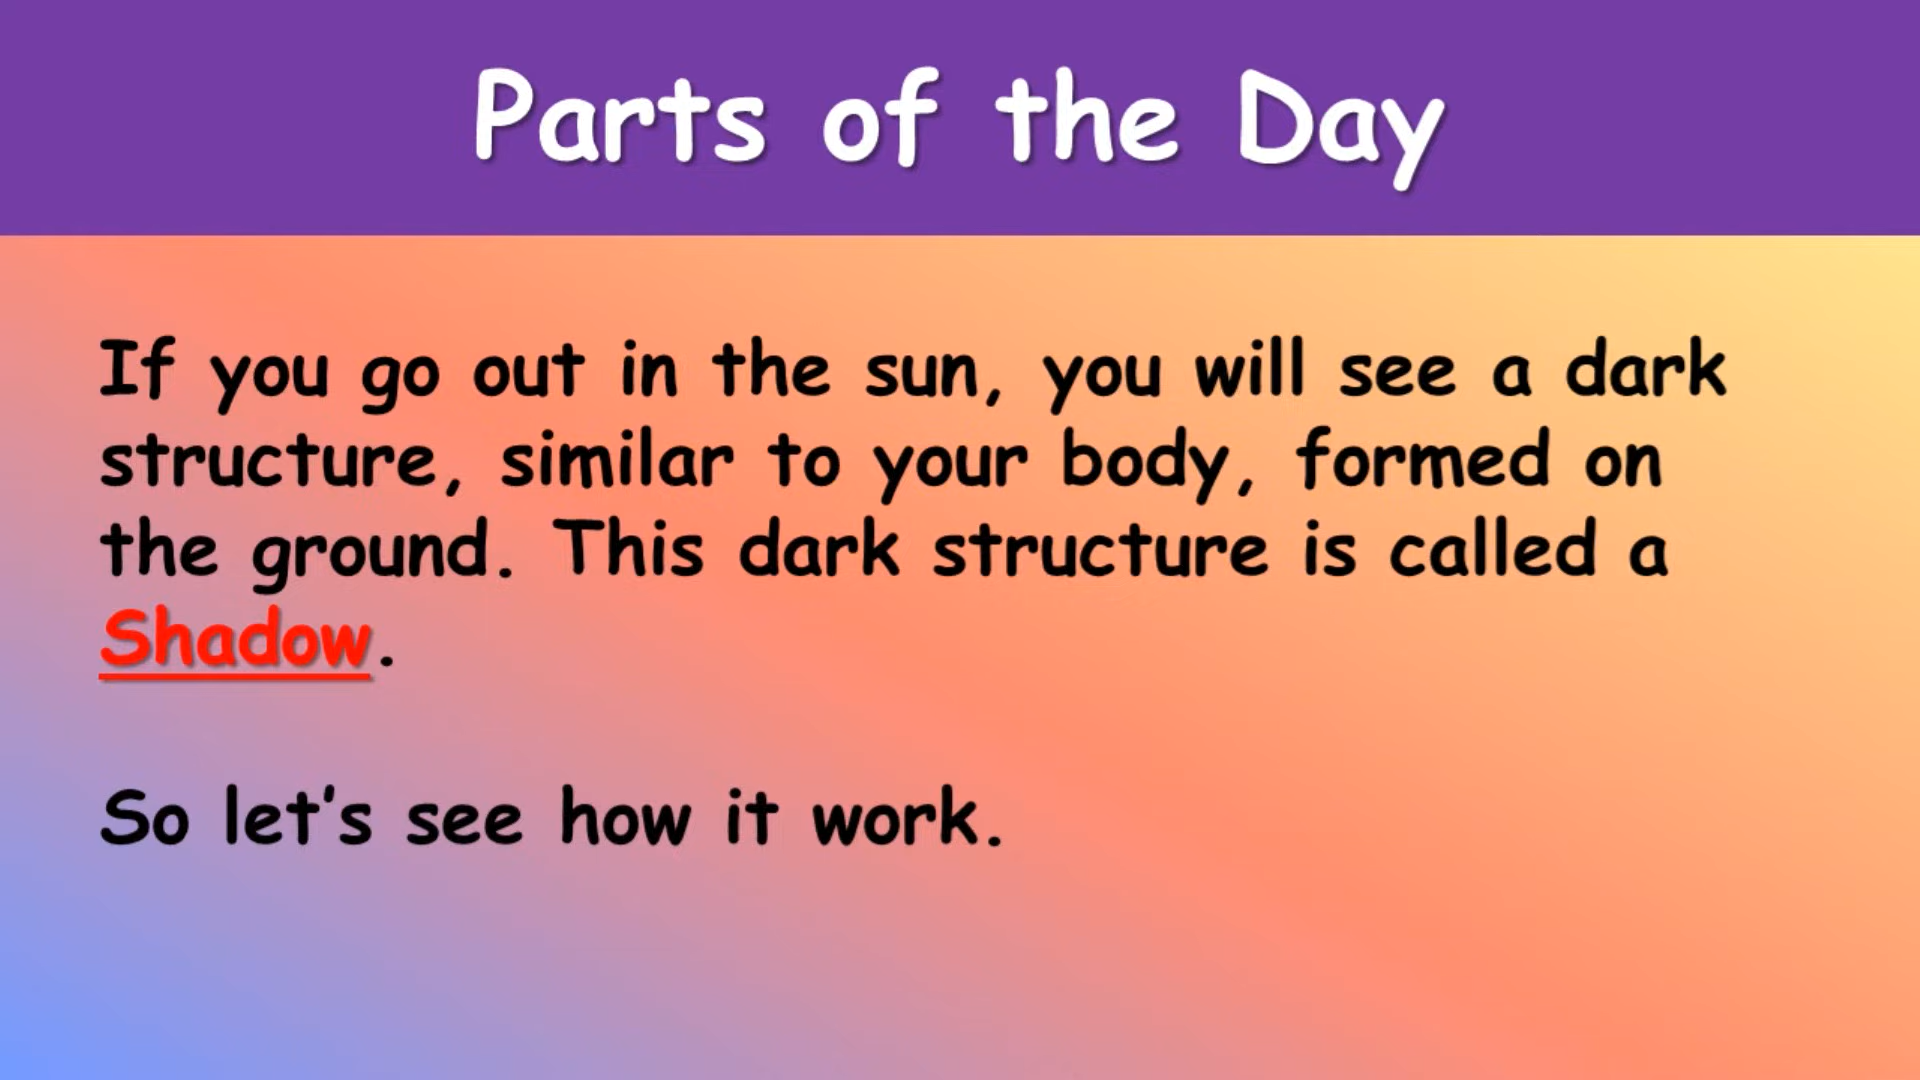 Parts of the Day
If you go out in the sun, you will see a dark
structure, similar to your body, formed on
the ground. This dark structure is called a
Shadow.
So let’s see how it work.